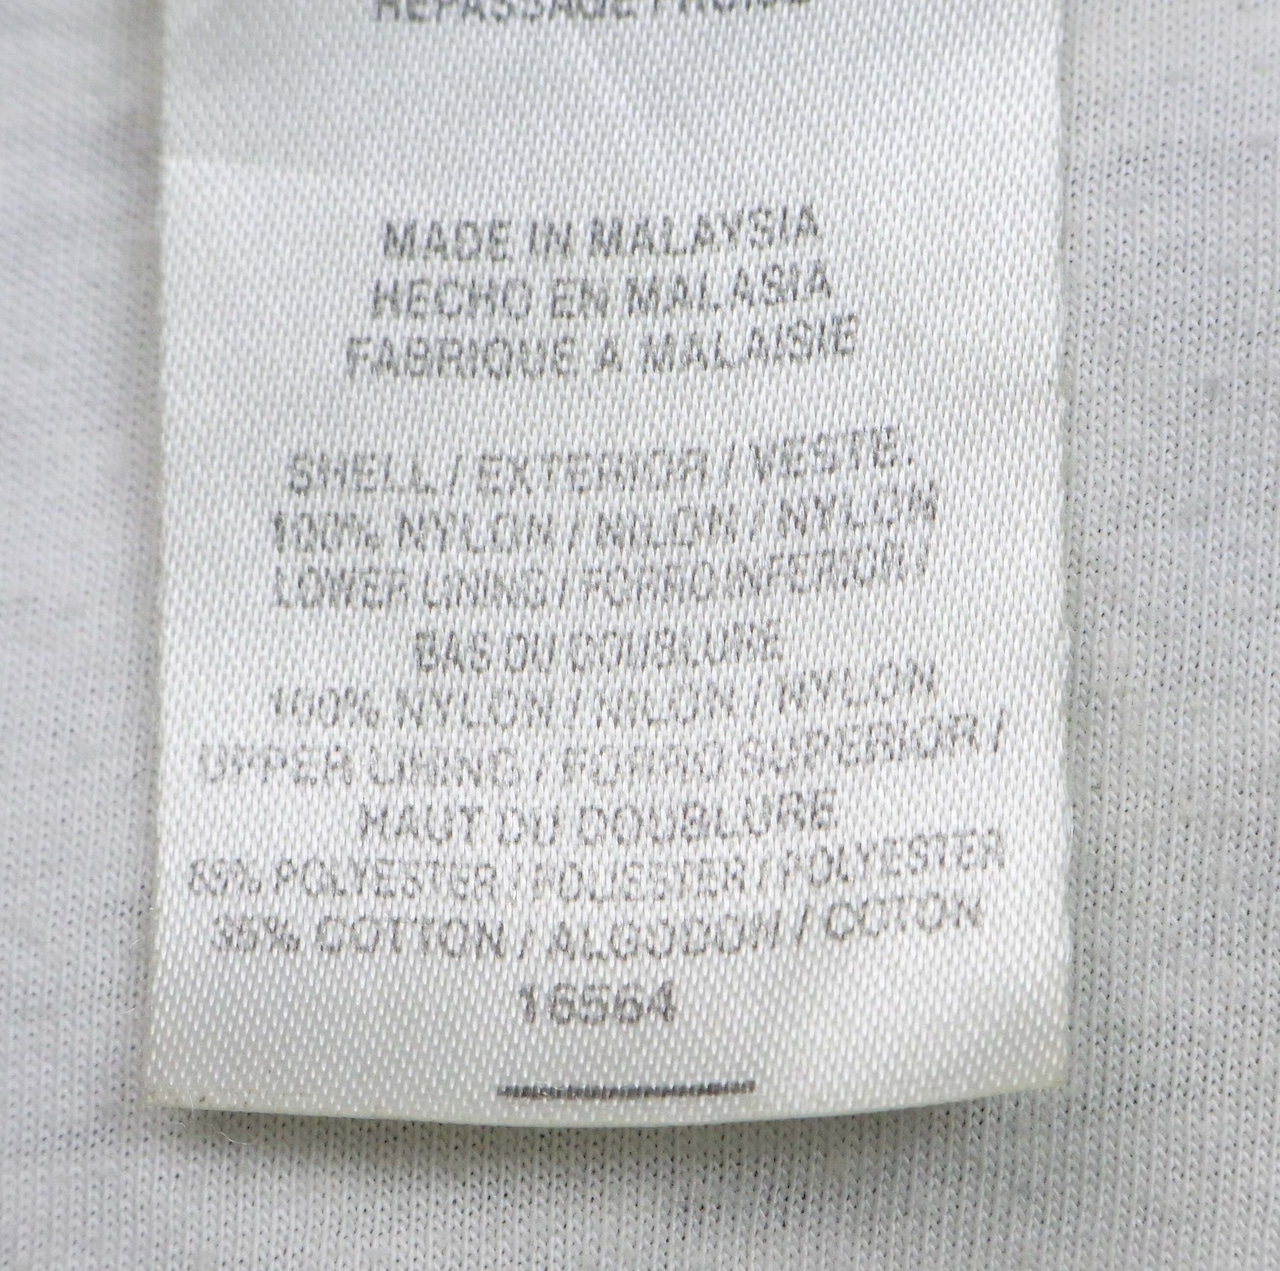 REPASSAGE FROIDE
MADE IN MALAYSIA
HECHO EN MALASIA
FABRIQUE A MALAISIE
SHELL / EXTERIOR / VESTE:
100% NYLON / NILON / NYLON
LOWER LINING / FORRO INFERIOR /
BAS DU DOUBLURE
100% NYLON / NILON / NYLON
UPPER LINING / FORRO SUPERIOR /
HAUT DU DOUBLURE
65% POLYESTER / POLIESTER / POLYESTER
35% COTTON / ALGODON / COTON
16564